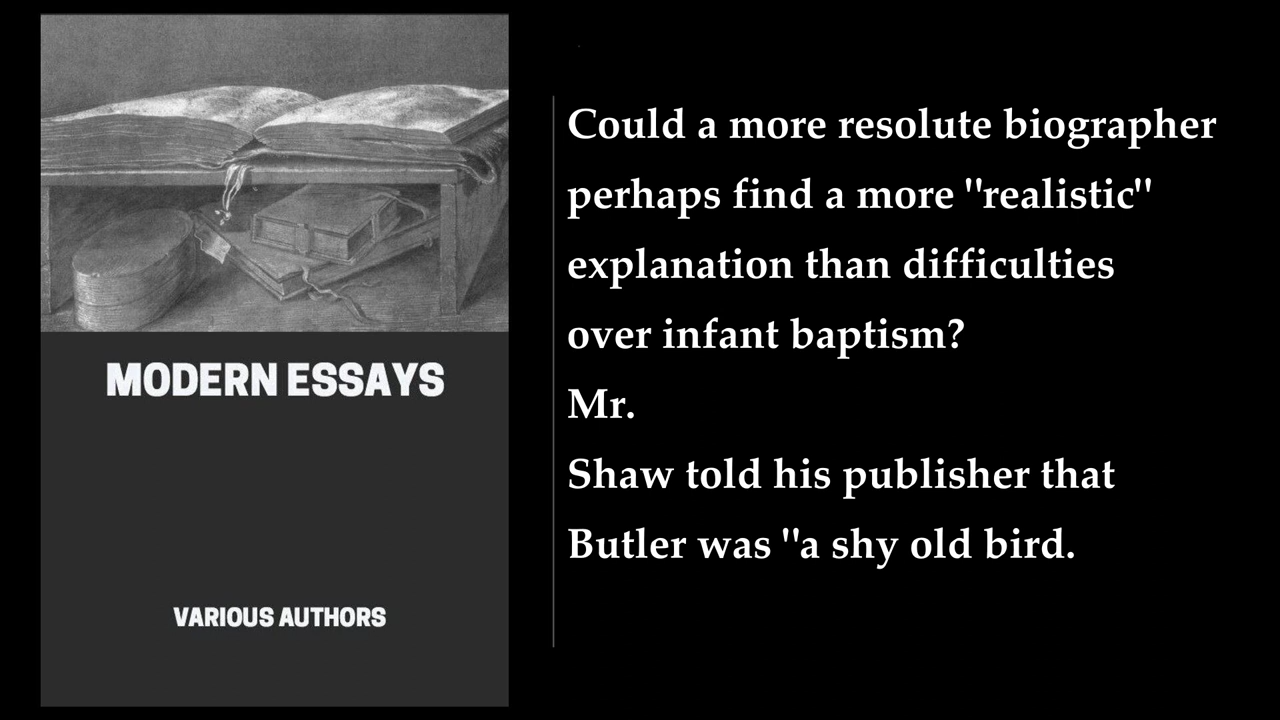 MODERN ESSAYS
VARIOUS AUTHORS
Could a more resolute biographer
perhaps find a more "realistic"
explanation than difficulties
over infant baptism?
Mr.
Shaw told his publisher that
Butler was "a shy old bird.